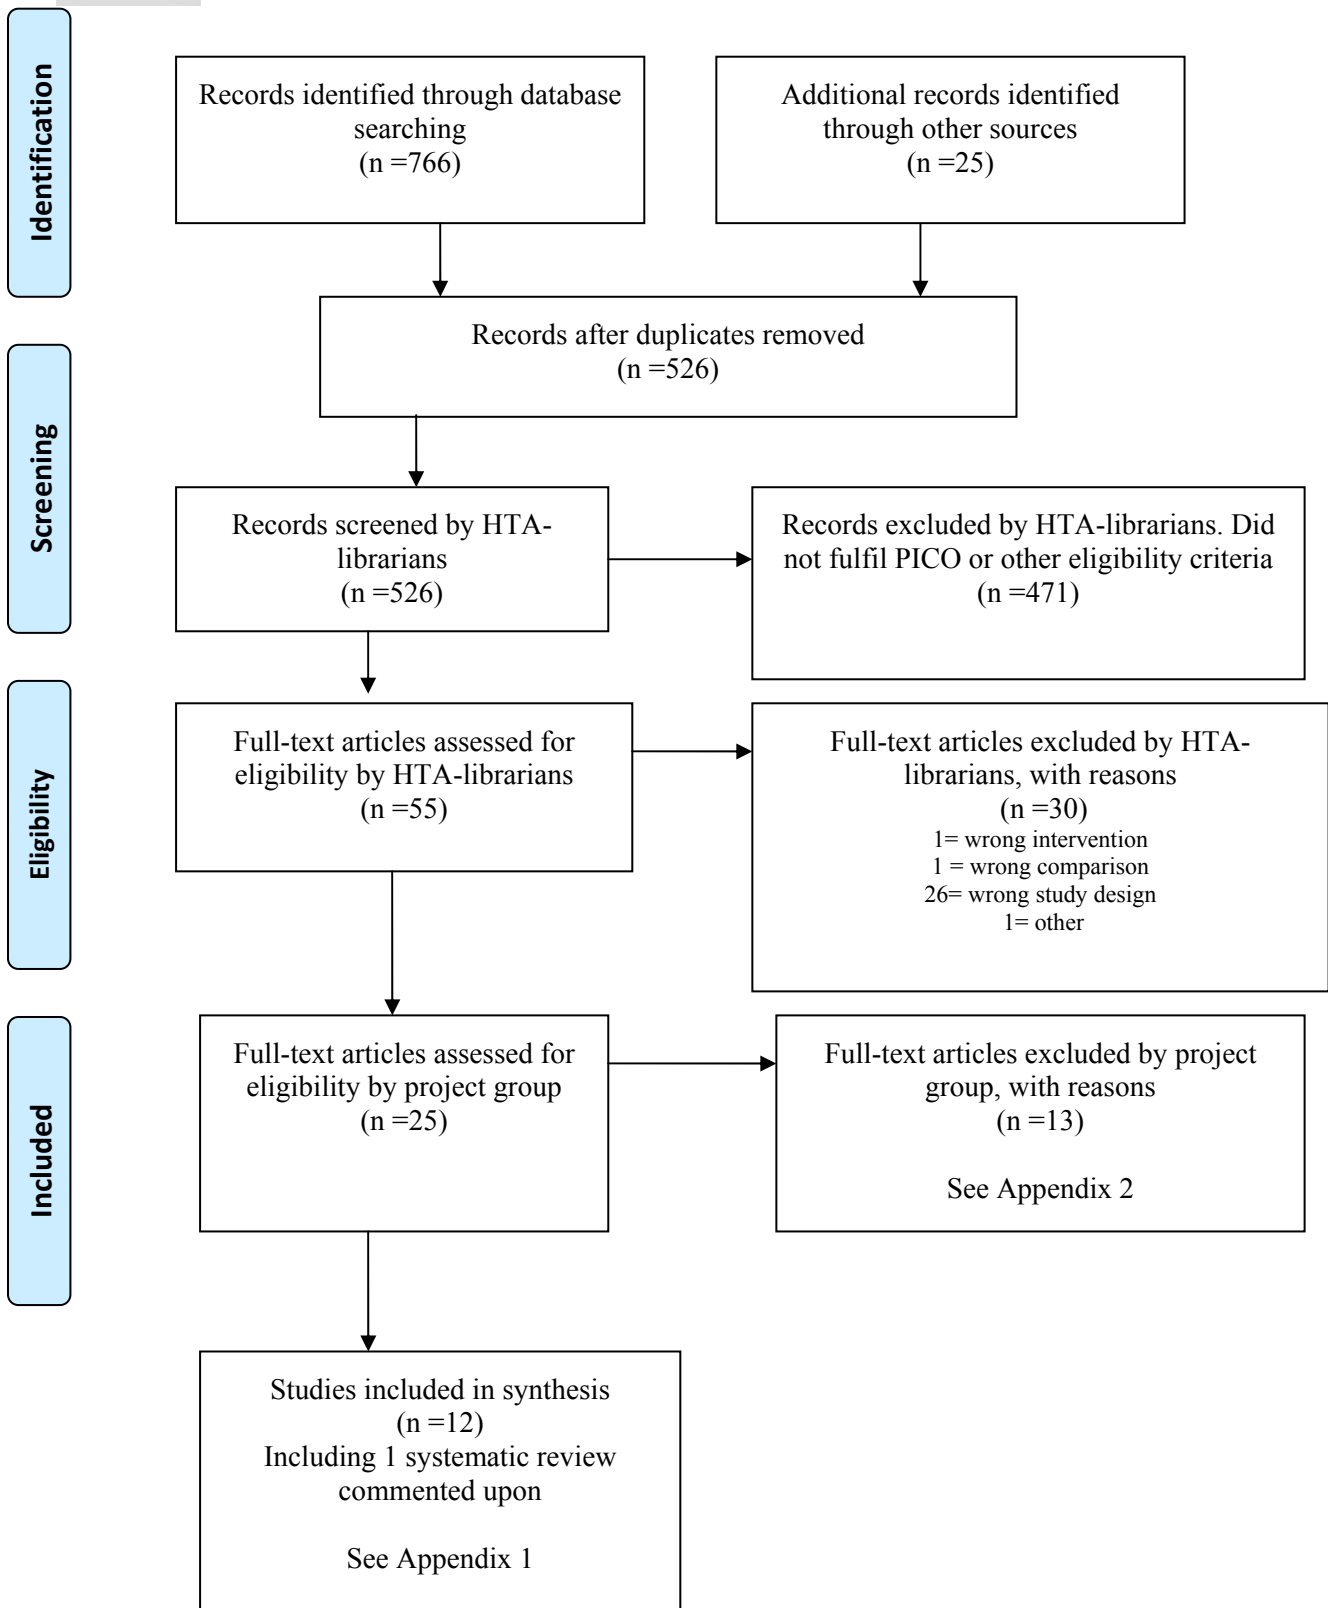 Identification
Records identified through database
searching
(n =766)
Additional records identified
through other sources
(n =25)
Records after duplicates removed
(n =526)
Screening
Records screened by HTA-
librarians
(n =526)
Records excluded by HTA-librarians. Did
not fulfil PICO or other eligibility criteria
(n =471)
Eligibility
Full-text articles assessed for
eligibility by HTA-librarians
(n =55)
Full-text articles excluded by HTA-
librarians, with reasons
(n =30)
1= wrong intervention
1 = wrong comparison
26= wrong study design
1= other
Included
Full-text articles assessed for
eligibility by project group
(n =25)
Full-text articles excluded by project
group, with reasons
(n =13)
See Appendix 2
Studies included in synthesis
(n =12)
Including 1 systematic review
commented upon
See Appendix 1